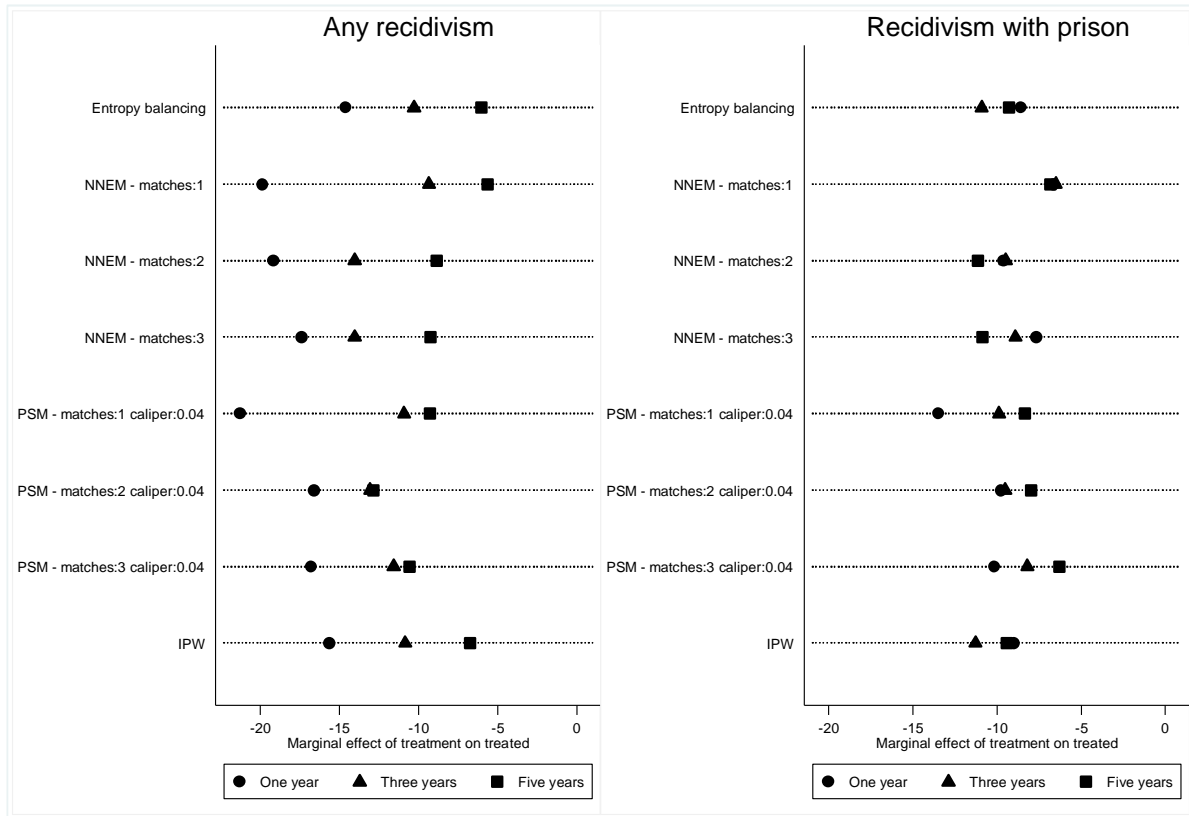 Any recidivism
Entropy balancing
NNEM - matches:1
NNEM - matches:2
NNEM - matches:3
PSM - matches:1 caliper:0.04
PSM - matches:2 caliper:0.04
PSM - matches:3 caliper:0.04
IPW
-20 -15 -10 -5 0
Marginal effect of treatment on treated
One year Three years Five years
Recidivism with prison
Entropy balancing
NNEM - matches:1
NNEM - matches:2
NNEM - matches:3
PSM - matches:1 caliper:0.04
PSM - matches:2 caliper:0.04
PSM - matches:3 caliper:0.04
IPW
-20 -15 -10 -5 0
Marginal effect of treatment on treated
One year Three years Five years